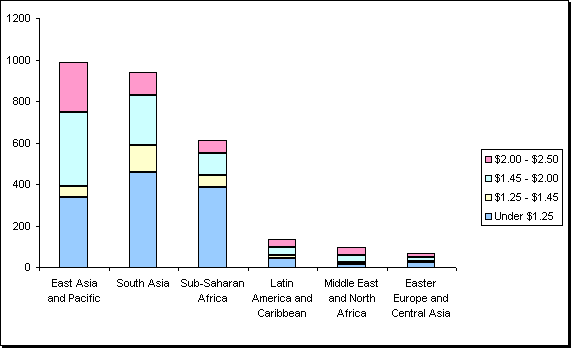 1200
1000
800
600
400
200
0
East Asia
and Pacific
South Asia
Sub-Saharan
Africa
Latin
America and
Caribbean
Middle East
and North
Africa
Easter
Europe and
Central Asia
$2.00 - $2.50
$1.45 - $2.00
$1.25 - $1.45
Under $1.25